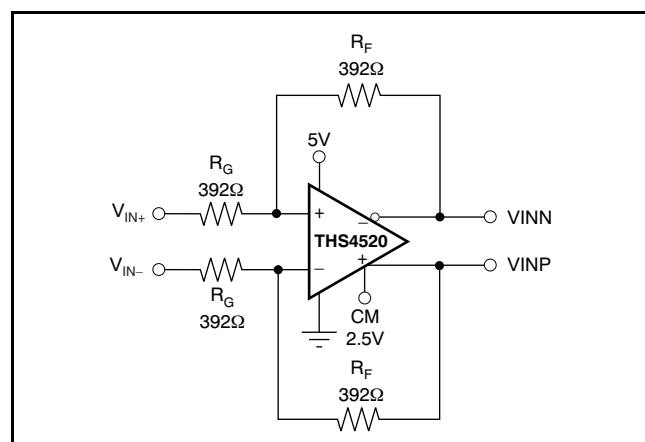 R_F
392Ω
5V
R_G
392Ω
V_IN+
+
−
VINN
THS4520
V_IN−
−
+
VINP
R_G
392Ω
CM
2.5V
R_F
392Ω